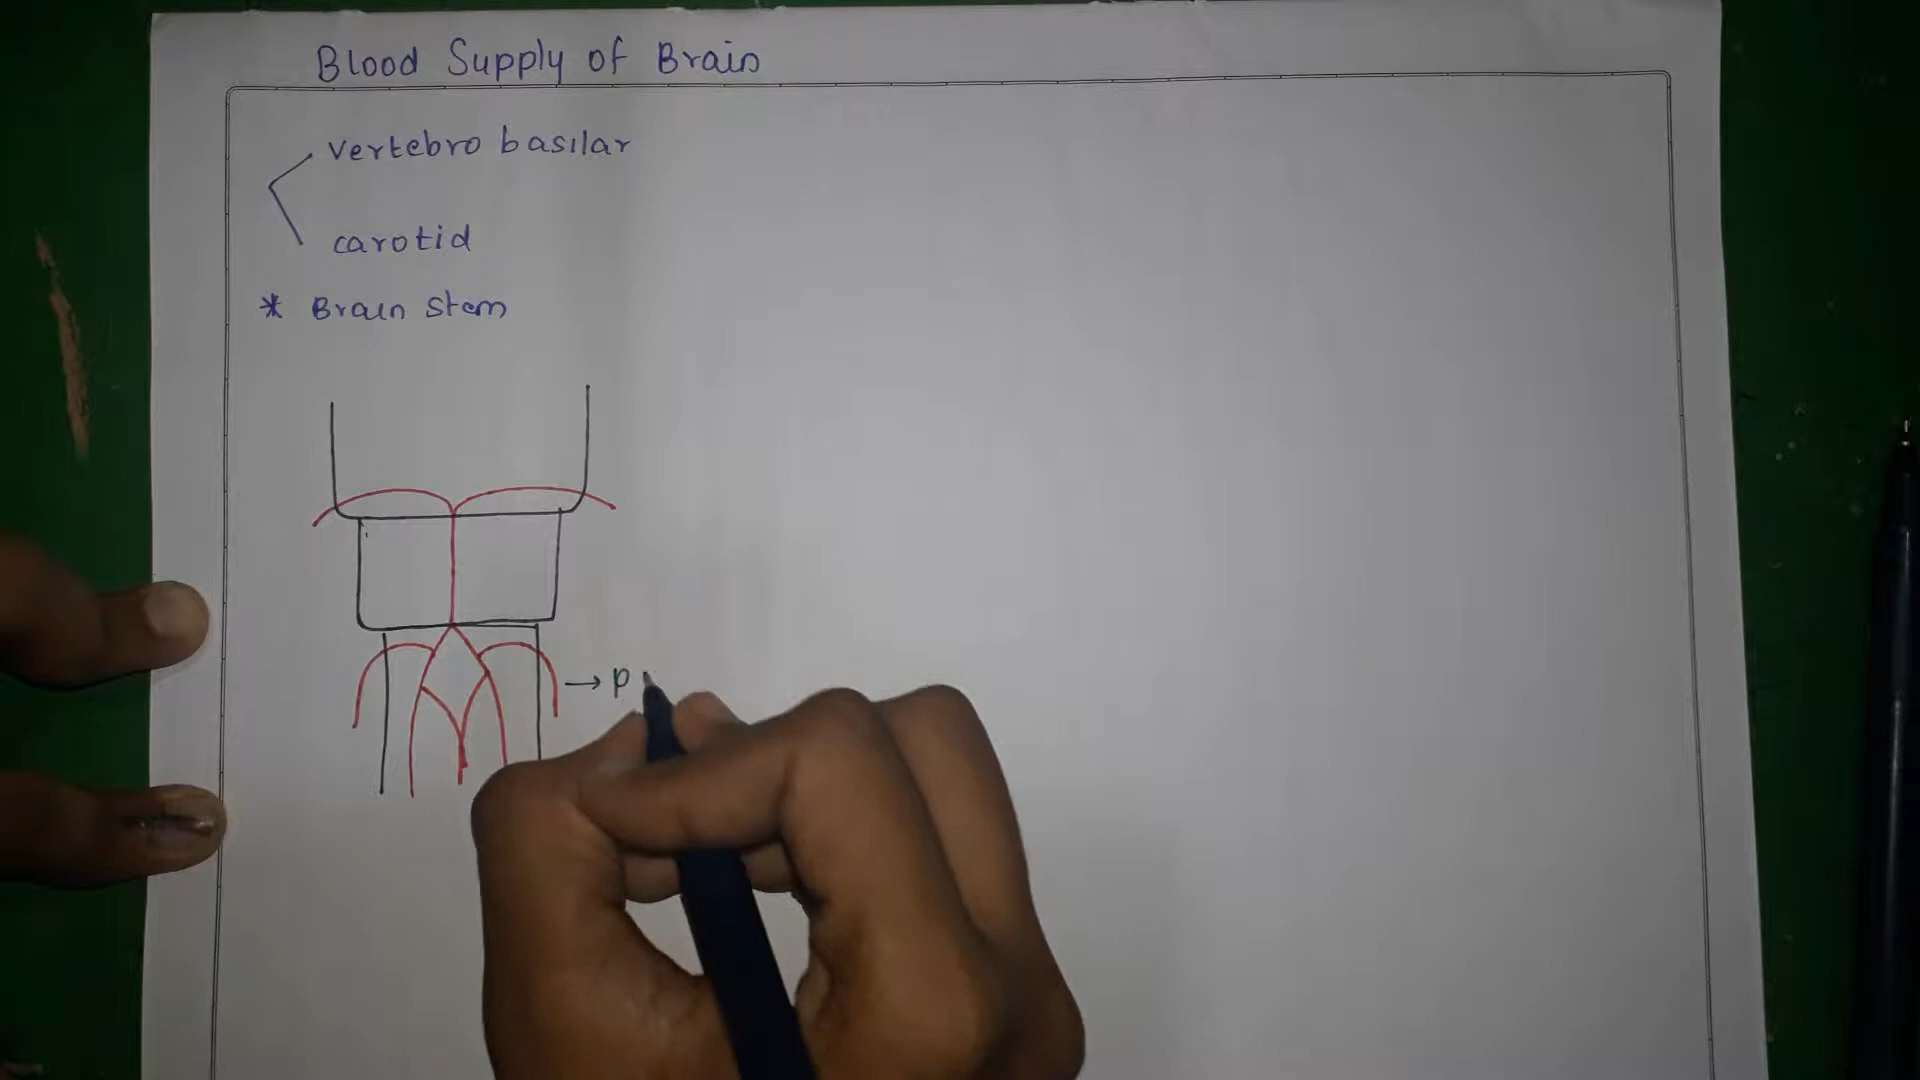 Blood Supply of Brain
vertebro basilar
carotid
* Brain Stem
→ P